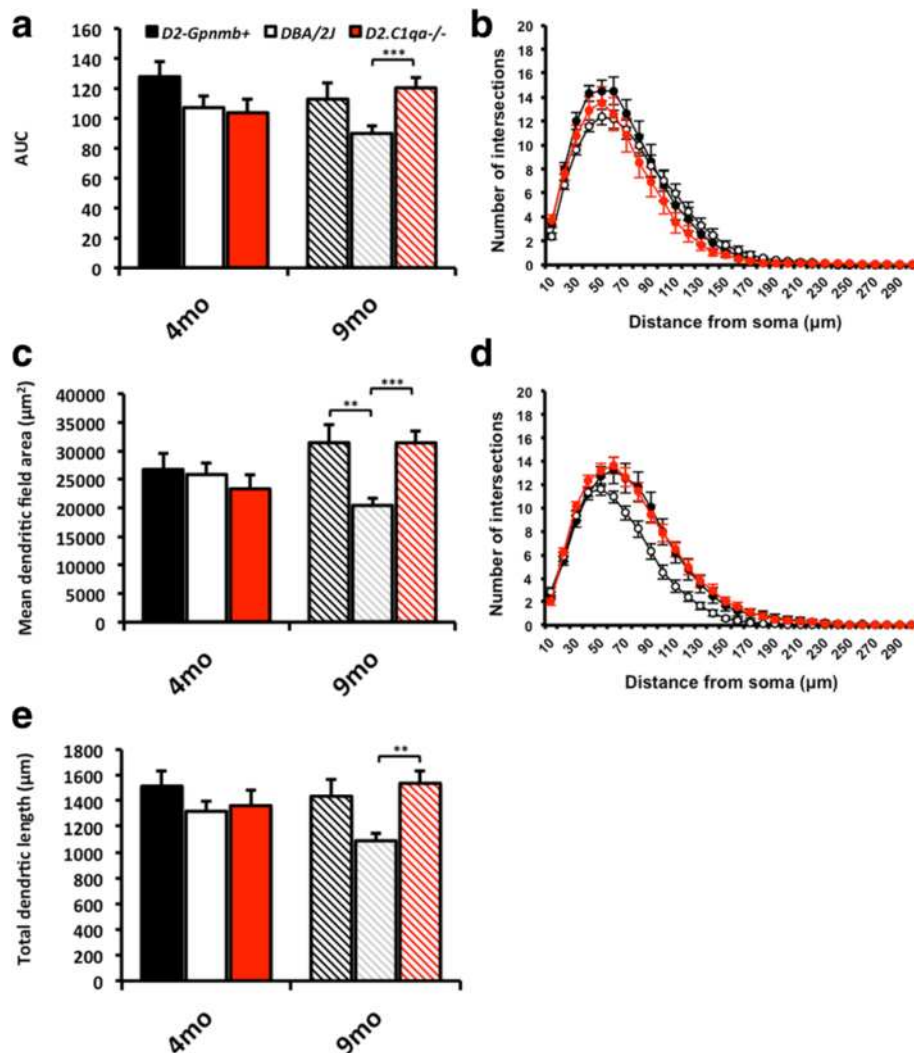 a
D2-Gpnmb+ DBA/2J D2.C1qa-/-
***
AUC
140
160
120
100
80
60
40
20
0
4mo
9mo
b
Number of intersections
20
18
16
14
12
10
8
6
4
2
0
10 30 50 70 90 110 130 150 170 190 210 230 250 270 290
Distance from soma (µm)
c
** ***
Mean dendritic field area (µm²)
40000
35000
30000
25000
20000
15000
10000
5000
0
4mo
9mo
d
Number of intersections
20
18
16
14
12
10
8
6
4
2
0
10 30 50 70 90 110 130 150 170 190 210 230 250 270 290
Distance from soma (µm)
e
**
Total dendrtic length (µm)
1800
1600
1400
1200
1000
800
600
400
200
0
4mo
9mo